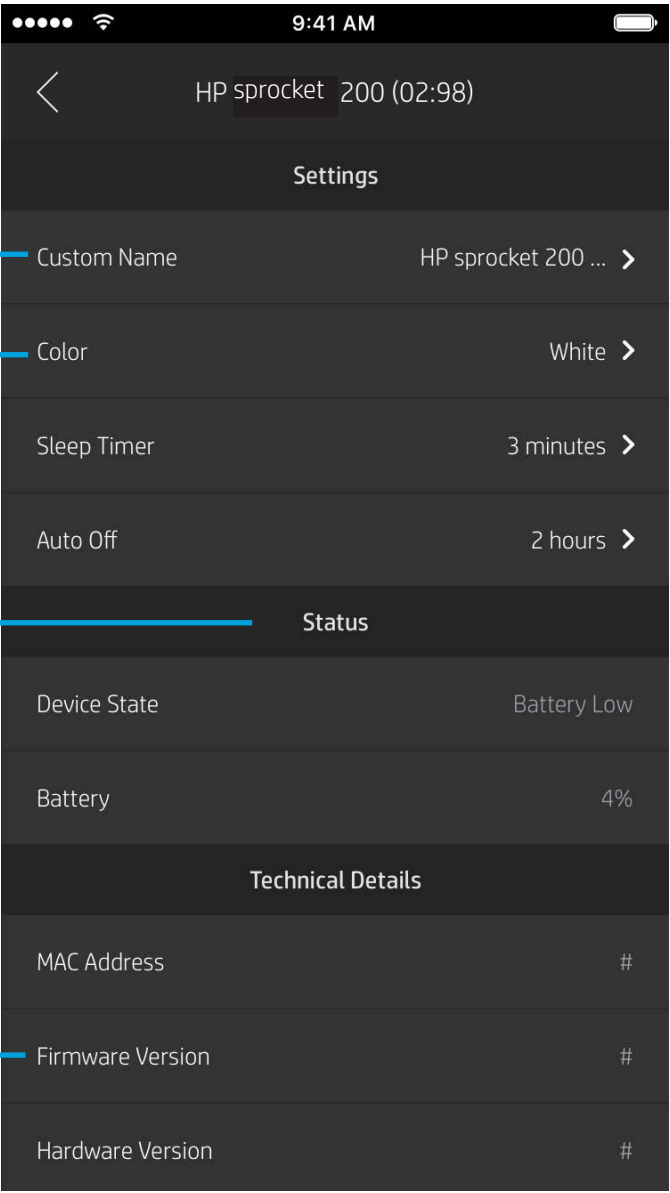 9:41 AM
HP sprocket 200 (02:98)
Settings
Custom Name HP sprocket 200 ...
Color White
Sleep Timer 3 minutes
Auto Off 2 hours
Status
Device State Battery Low
Battery 4%
Technical Details
MAC Address #
Firmware Version #
Hardware Version #